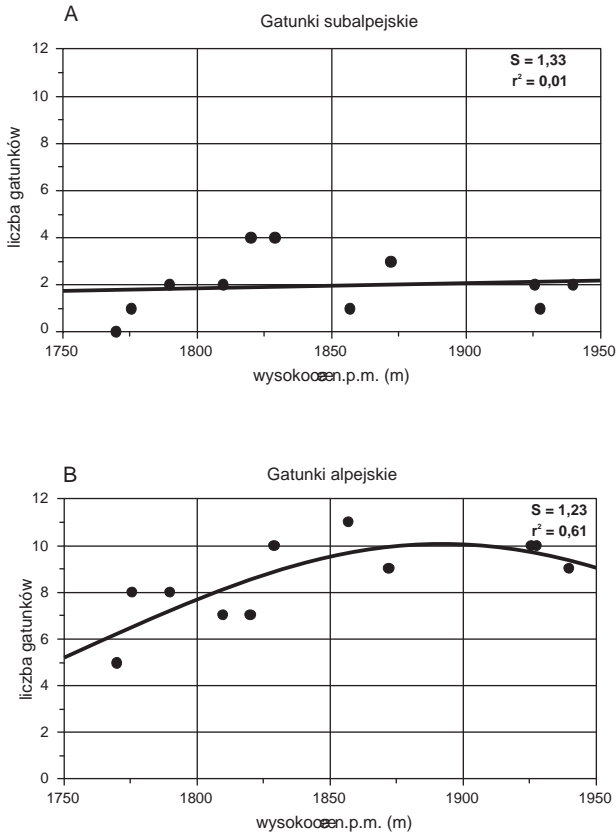 A
Gatunki subalpejskie
S = 1,33
r² = 0,01
12
10
8
6
4
2
0
liczba gatunków
1750 1800 1850 1900 1950
wysokoœæ n.p.m. (m)
B
Gatunki alpejskie
S = 1,23
r² = 0,61
12
10
8
6
4
2
0
liczba gatunków
1750 1800 1850 1900 1950
wysokoœæ n.p.m. (m)